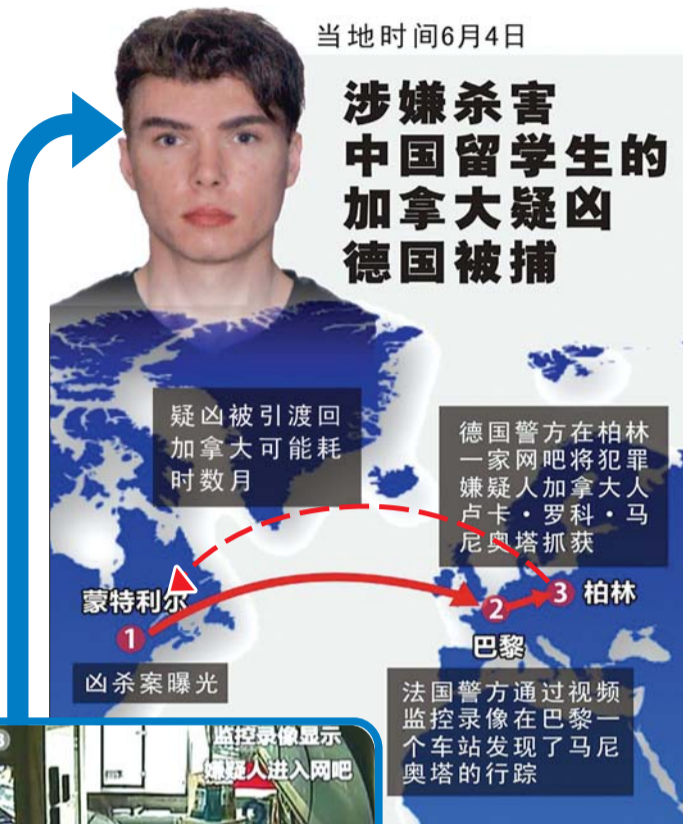 当地时间6月4日
涉嫌杀害
中国留学生的
加拿大疑凶
德国被捕
疑凶被引渡回
加拿大可能耗
时数月
德国警方在柏林
一家网吧将犯罪
嫌疑人加拿大人
卢卡·罗科·马
尼奥塔抓获
蒙特利尔
1
凶杀案曝光
3 柏林
2
巴黎
法国警方通过视频
监控录像在巴黎一
个车站发现了马尼
奥塔的行踪
监控录像显示
嫌疑人进入网吧